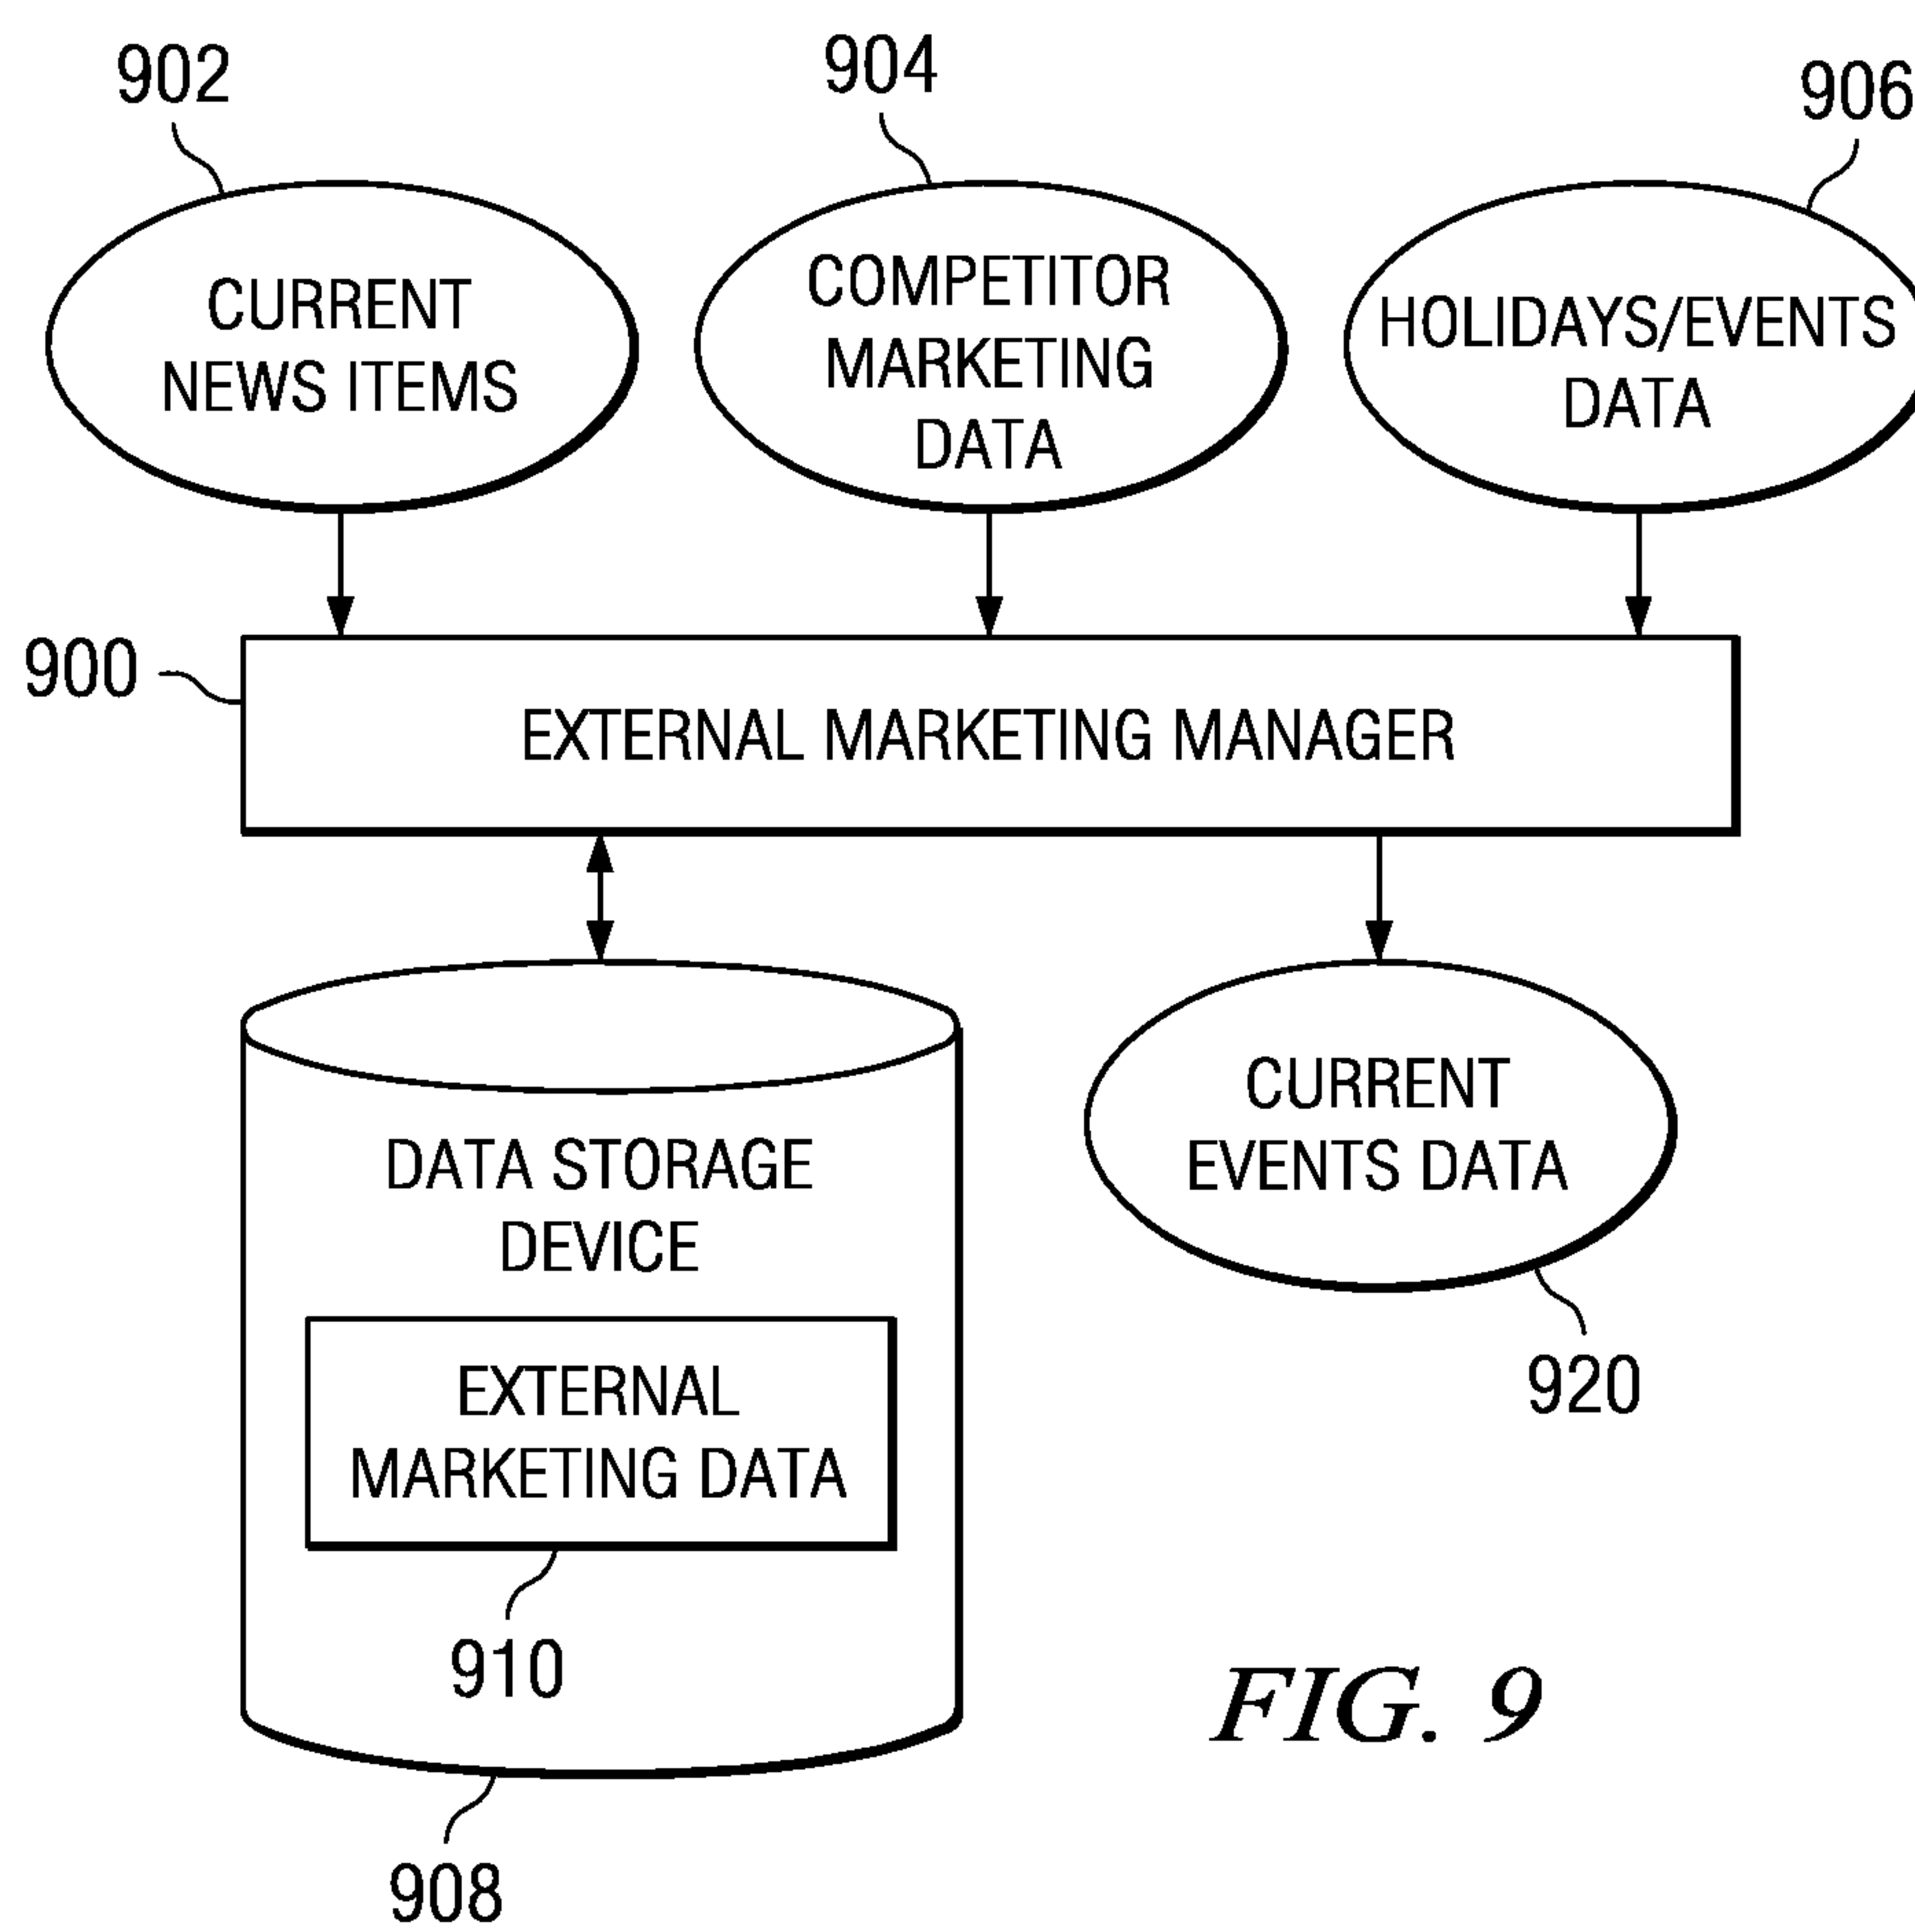 902
904
906
CURRENT
NEWS ITEMS
COMPETITOR
MARKETING
DATA
HOLIDAYS/EVENTS
DATA
900
EXTERNAL MARKETING MANAGER
DATA STORAGE
DEVICE
EXTERNAL
MARKETING DATA
910
908
CURRENT
EVENTS DATA
920
FIG. 9